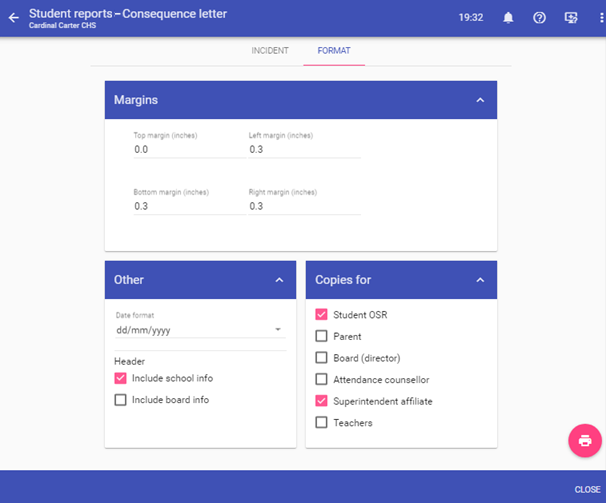 Student reports – Consequence letter
Cardinal Carter CHS
19:32
INCIDENT
FORMAT
Margins
Top margin (inches)
0.0
Left margin (inches)
0.3
Bottom margin (inches)
0.3
Right margin (inches)
0.3
Other
Date format
dd/mm/yyyy
Header
Include school info
Include board info
Copies for
Student OSR
Parent
Board (director)
Attendance counsellor
Superintendent affiliate
Teachers
CLOSE